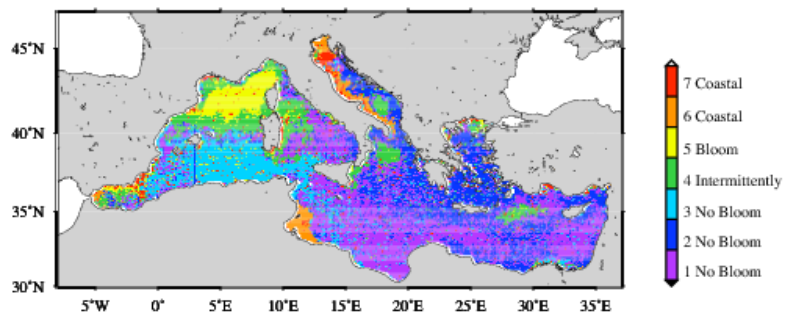 45°N
40°N
35°N
30°N
5°W 0° 5°E 10°E 15°E 20°E 25°E 30°E 35°E
7 Coastal
6 Coastal
5 Bloom
4 Intermittently
3 No Bloom
2 No Bloom
1 No Bloom